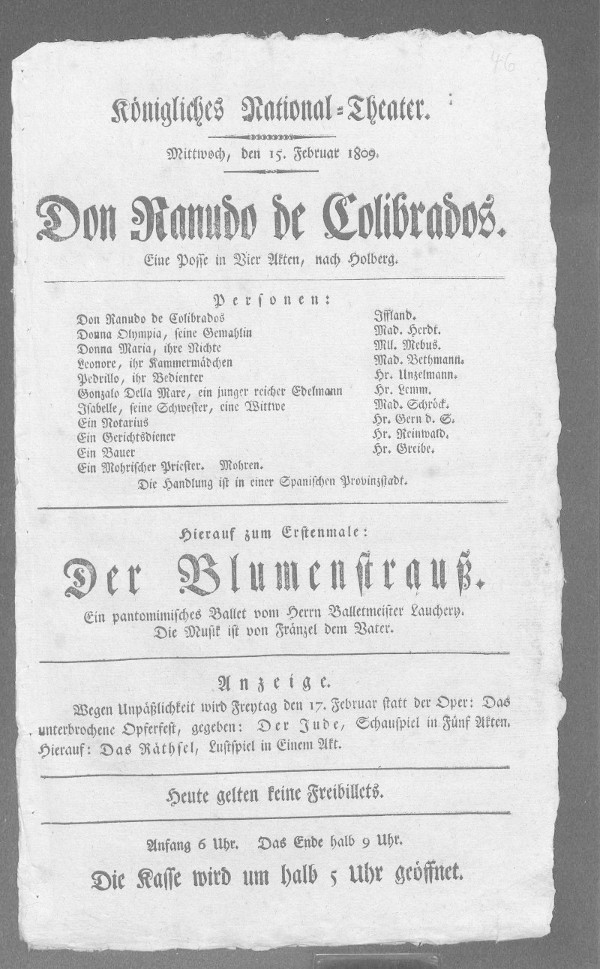 46
Königliches National-Theater.
Mittwoch, den 15. Februar 1809.
Don Ranudo de Colibrados.
Eine Posse in Vier Akten, nach Holberg.
Personen:
Don Ranudo de Colibrados Iffland.
Donna Olympia, seine Gemahlin Mad. Herdt.
Donna Maria, ihre Nichte Mll. Mebus.
Leonore, ihr Kammermädchen Mad. Bethmann.
Pedrillo, ihr Bedienter Hr. Unzelmann.
Gonzalo Della Mare, ein junger reicher Edelmann Hr. Lemm.
Isabelle, seine Schwester, eine Wittwe Mad. Schröck.
Ein Notarius Hr. Gern d. S.
Ein Gerichtsdiener Hr. Reinwald.
Ein Bauer Hr. Greibe.
Ein Mohrischer Priester. Mohren.
Die Handlung ist in einer Spanischen Provinzstadt.
Hierauf zum Erstenmale:
Der Blumenstrauß.
Ein pantomimisches Ballet vom Herrn Balletmeister Lauchery.
Die Musik ist von Fränzel dem Vater.
Anzeige.
Wegen Unpäßlichkeit wird Freytag den 17. Februar statt der Oper: Das
unterbrochene Opferfest, gegeben: Der Jude, Schauspiel in Fünf Akten.
Hierauf: Das Räthsel, Lustspiel in Einem Akt.
Heute gelten keine Freibillets.
Anfang 6 Uhr. Das Ende halb 9 Uhr.
Die Kasse wird um halb 5 Uhr geöffnet.